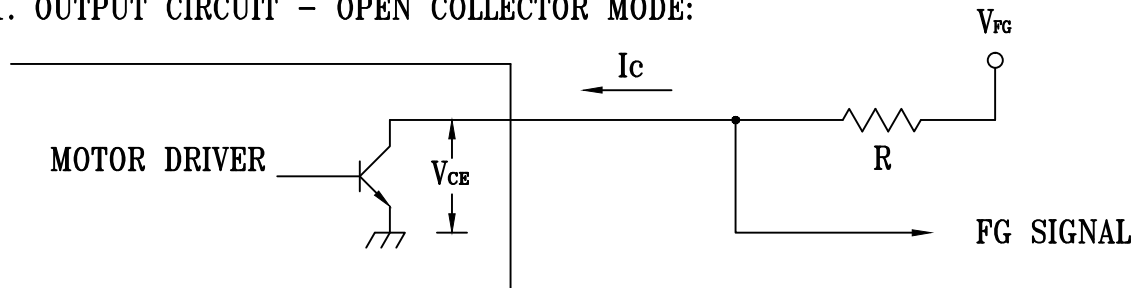 . OUTPUT CIRCUIT - OPEN COLLECTOR MODE:
VFG
Ic
MOTOR DRIVER
VCE
R
FG SIGNAL